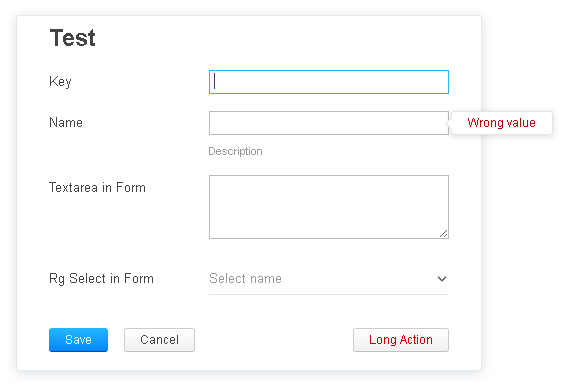 Test
Key
Name
Wrong value
Description
Textarea in Form
Rg Select in Form
Select name
Save
Cancel
Long Action